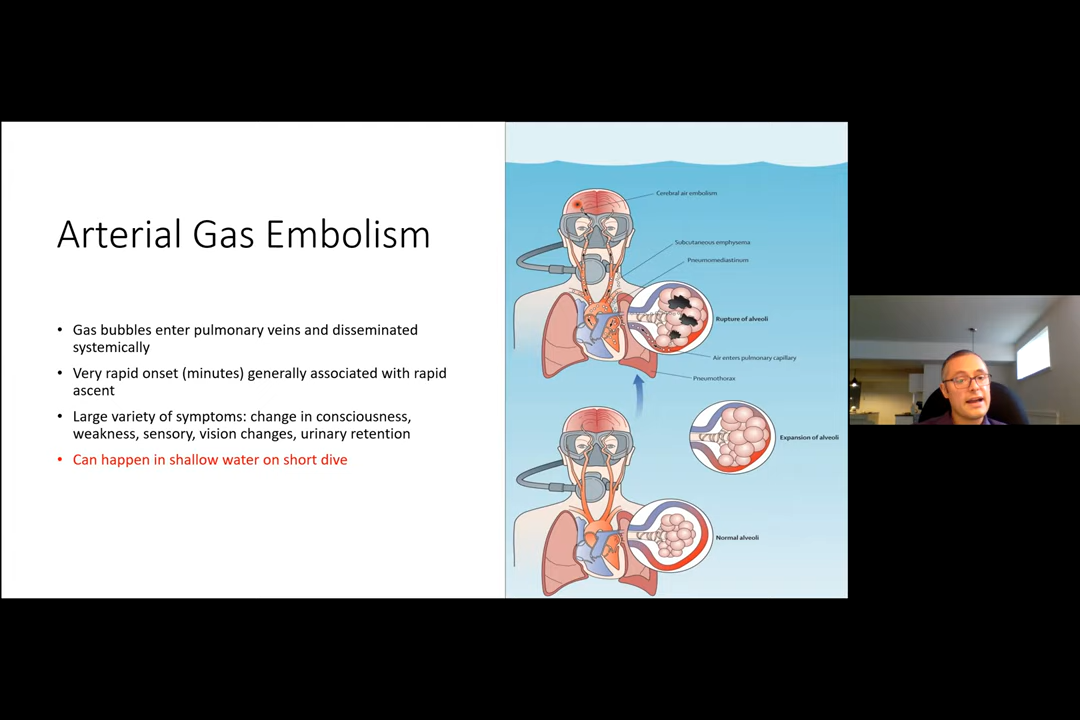 Arterial Gas Embolism
• Gas bubbles enter pulmonary veins and disseminated
systemically
• Very rapid onset (minutes) generally associated with rapid
ascent
• Large variety of symptoms: change in consciousness,
weakness, sensory, vision changes, urinary retention
• Can happen in shallow water on short dive
Cerebral air embolism
Subcutaneous emphysema
Pneumomediastinum
Rupture of alveoli
Air enters pulmonary capillary
Pneumothorax
Expansion of alveoli
Normal alveoli